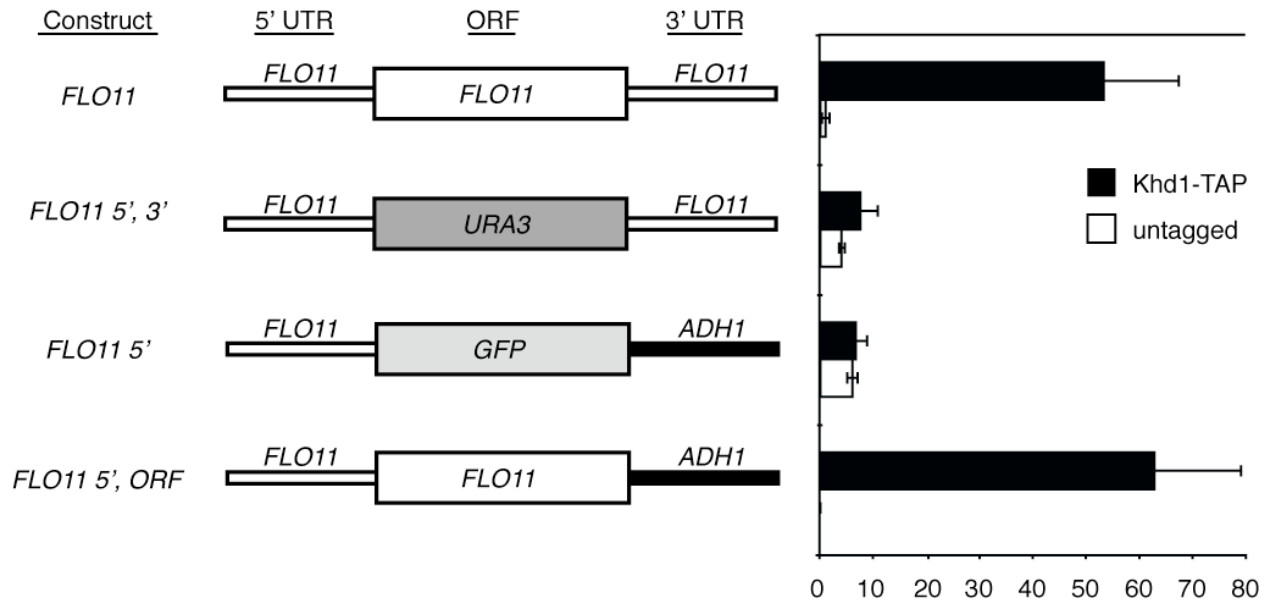 Construct 5' UTR ORF 3' UTR
FLO11 FLO11 FLO11 FLO11
FLO11 5', 3' FLO11 URA3 FLO11
FLO11 5' FLO11 GFP ADH1
FLO11 5', ORF FLO11 FLO11 ADH1
Khd1-TAP
untagged
0 10 20 30 40 50 60 70 80